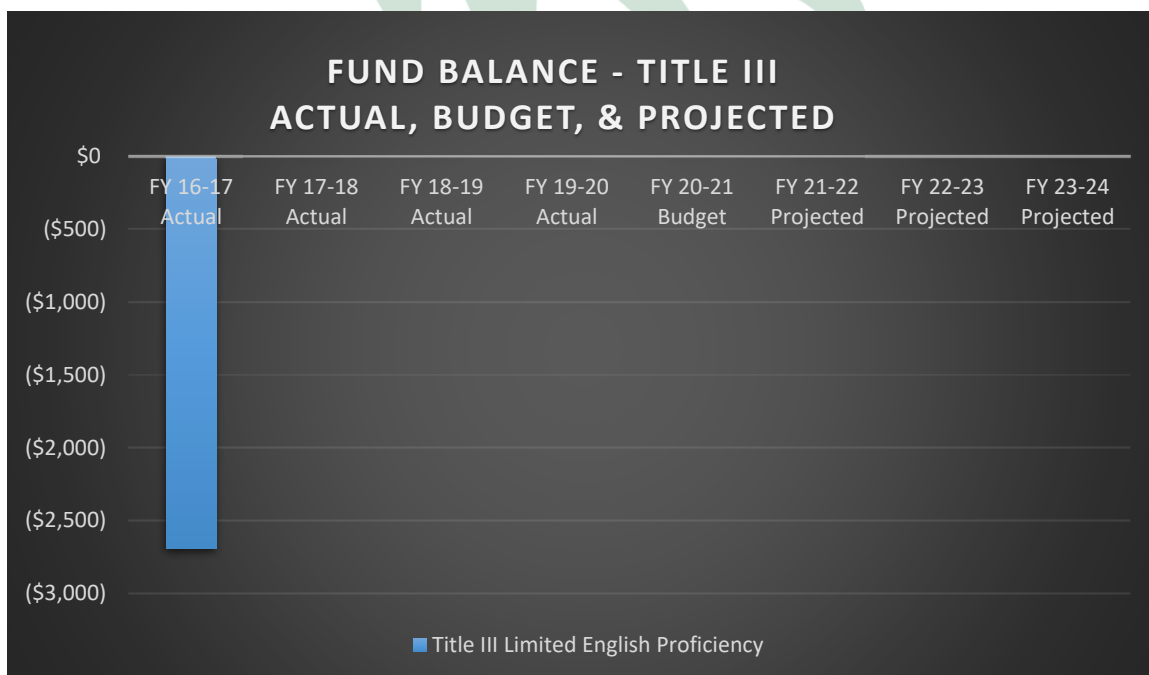 FUND BALANCE - TITLE III
ACTUAL, BUDGET, & PROJECTED
$0
FY 16-17 FY 17-18 FY 18-19 FY 19-20 FY 20-21 FY 21-22 FY 22-23 FY 23-24
Actual Actual Actual Actual Budget Projected Projected Projected
($500)
($1,000)
($1,500)
($2,000)
($2,500)
($3,000)
Title III Limited English Proficiency